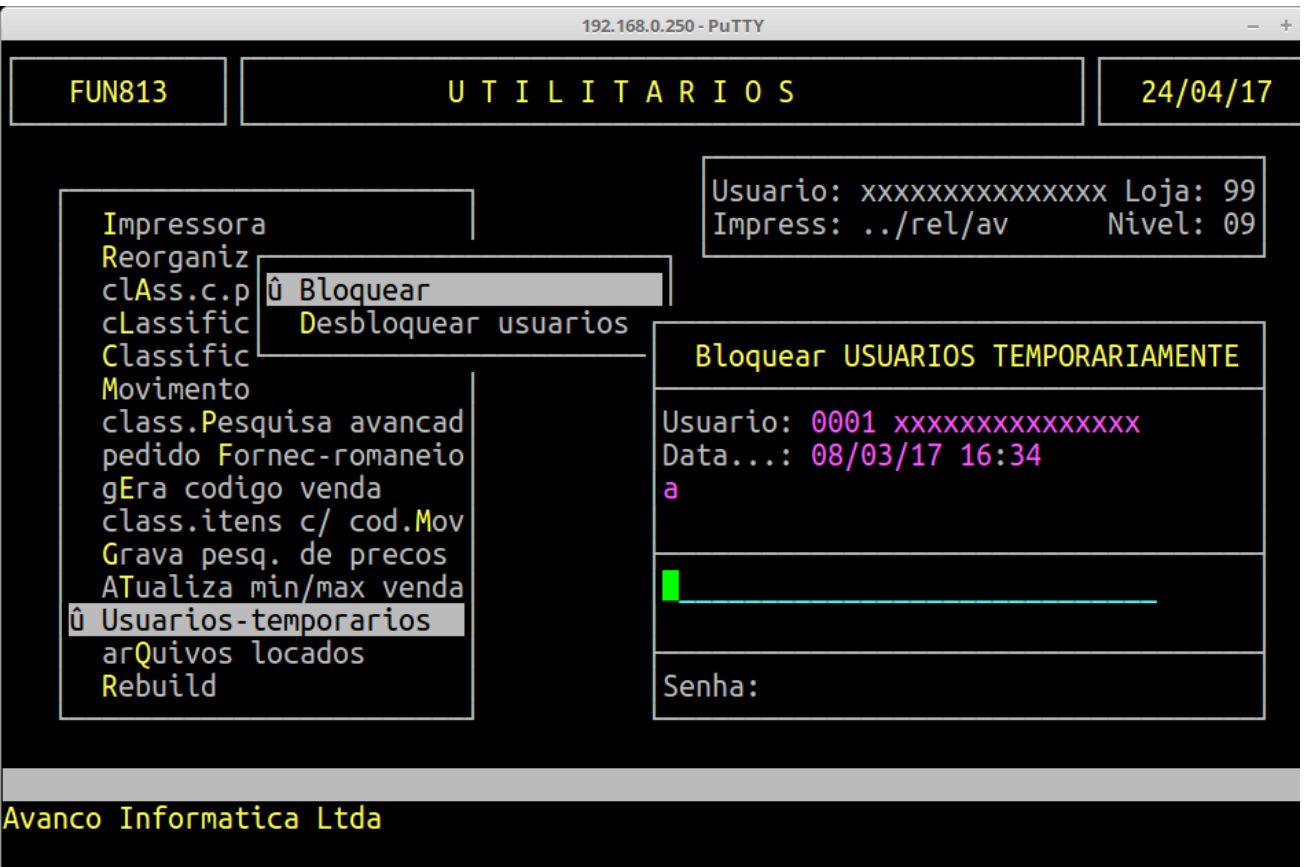 192.168.0.250 - PuTTY
FUN813
U T I L I T A R I O S
24/04/17
Usuario: xxxxxxxxxxxxxxx Loja: 99
Impress: ../rel/av Nivel: 09
Impressora
Reorganiz
clAss.c.p
cLassific
Classific
Movimento
class.Pesquisa avancad
pedido Fornec-romaneio
gEra codigo venda
class.itens c/ cod.Mov
Grava pesq. de precos
ATualiza min/max venda
û Usuarios-temporarios
arQuivos locados
Rebuild
û Bloquear
Desbloquear usuarios
Bloquear USUARIOS TEMPORARIAMENTE
Usuario: 0001 xxxxxxxxxxxxxxx
Data...: 08/03/17 16:34
a
Senha:
Avanco Informatica Ltda